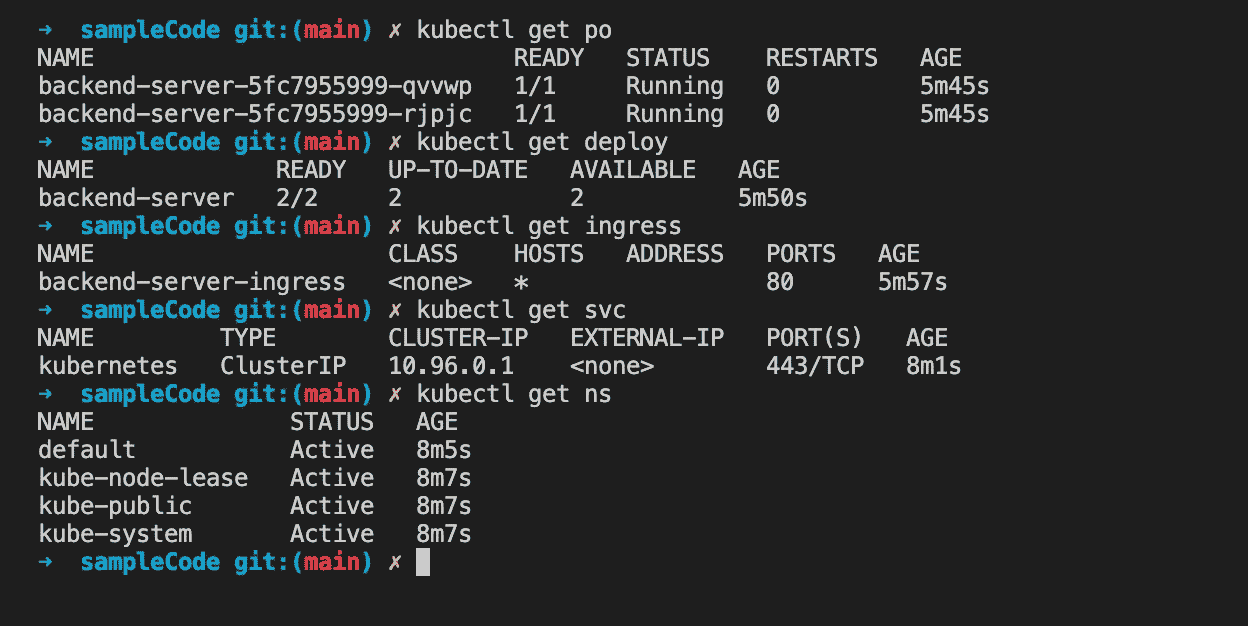 ➜  sampleCode git:(main) ✗ kubectl get po
NAME                              READY   STATUS    RESTARTS   AGE
backend-server-5fc7955999-qvvwp   1/1     Running   0          5m45s
backend-server-5fc7955999-rjpjc   1/1     Running   0          5m45s
➜  sampleCode git:(main) ✗ kubectl get deploy
NAME             READY   UP-TO-DATE   AVAILABLE   AGE
backend-server   2/2     2            2           5m50s
➜  sampleCode git:(main) ✗ kubectl get ingress
NAME                     CLASS    HOSTS   ADDRESS   PORTS   AGE
backend-server-ingress   <none>   *                 80      5m57s
➜  sampleCode git:(main) ✗ kubectl get svc
NAME         TYPE        CLUSTER-IP   EXTERNAL-IP   PORT(S)   AGE
kubernetes   ClusterIP   10.96.0.1    <none>        443/TCP   8m1s
➜  sampleCode git:(main) ✗ kubectl get ns
NAME              STATUS   AGE
default           Active   8m5s
kube-node-lease   Active   8m7s
kube-public       Active   8m7s
kube-system       Active   8m7s
➜  sampleCode git:(main) ✗